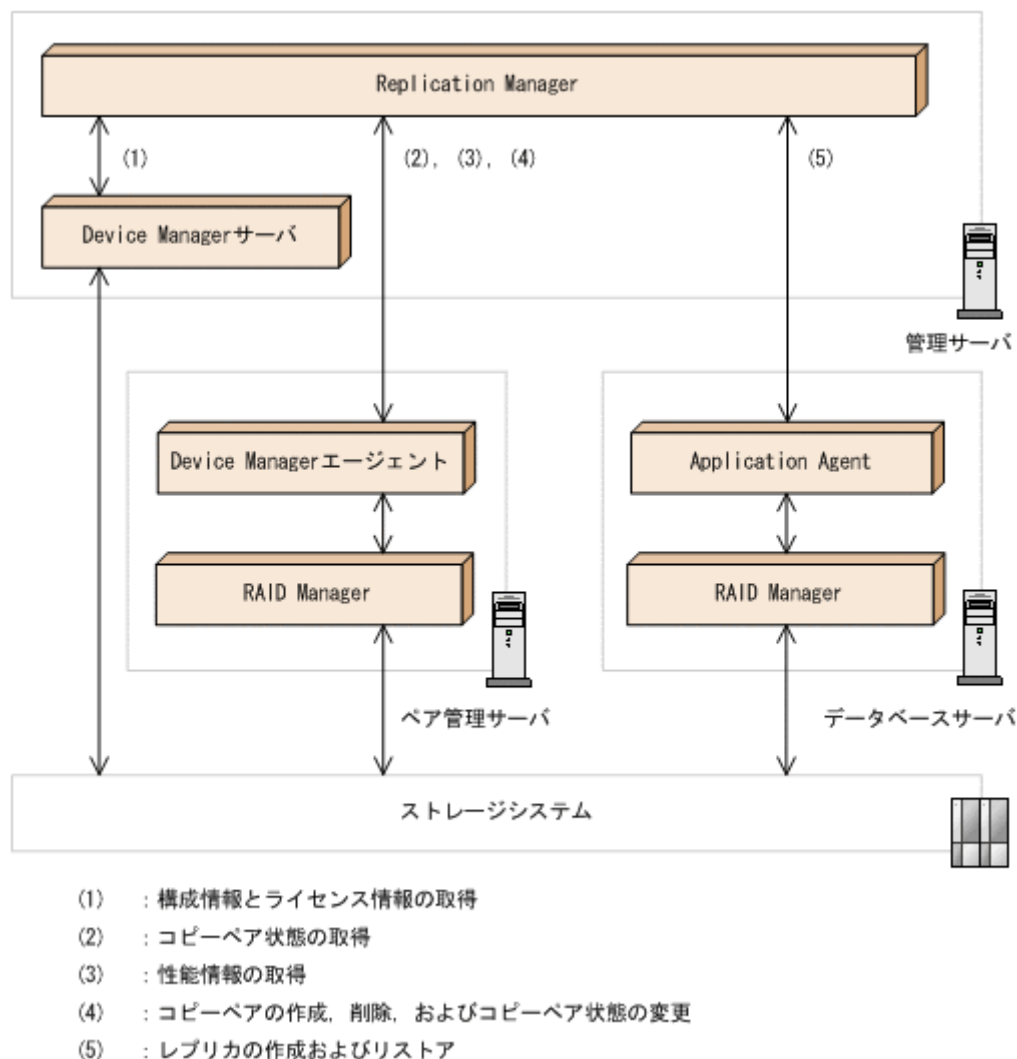 Replication Manager
(1)
(2), (3), (4)
(5)
Device Managerサーバ
管理サーバ
Device Managerエージェント
Application Agent
RAID Manager
RAID Manager
ペア管理サーバ
データベースサーバ
ストレージシステム
(1) ：構成情報とライセンス情報の取得
(2) ：コピーペア状態の取得
(3) ：性能情報の取得
(4) ：コピーペアの作成，削除，およびコピーペア状態の変更
(5) ：レプリカの作成およびリストア